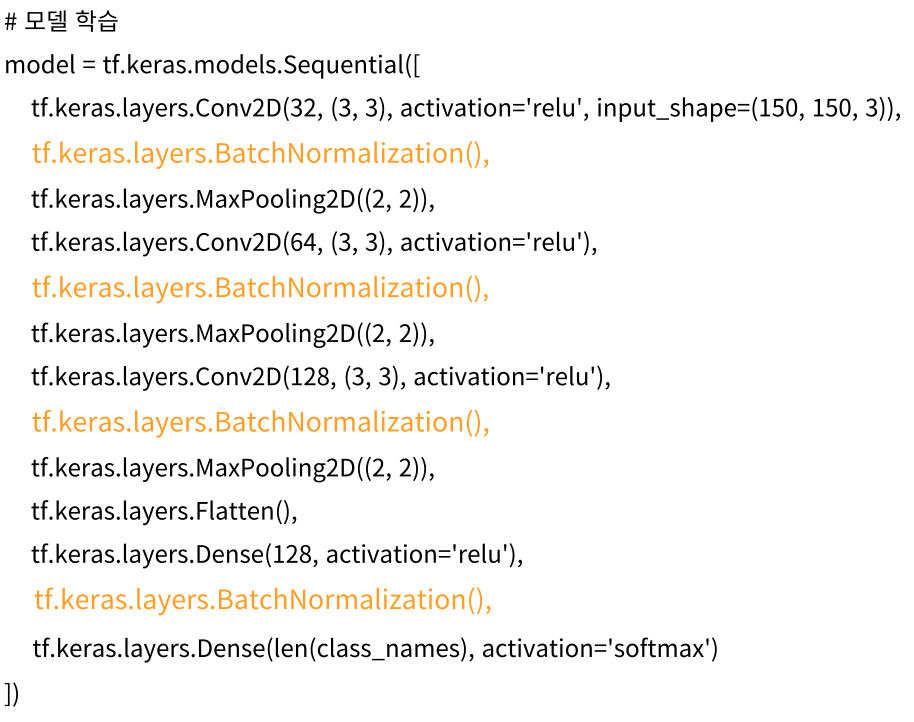 # 모델 학습
model = tf.keras.models.Sequential([
    tf.keras.layers.Conv2D(32, (3, 3), activation='relu', input_shape=(150, 150, 3)),
    tf.keras.layers.BatchNormalization(),
    tf.keras.layers.MaxPooling2D((2, 2)),
    tf.keras.layers.Conv2D(64, (3, 3), activation='relu'),
    tf.keras.layers.BatchNormalization(),
    tf.keras.layers.MaxPooling2D((2, 2)),
    tf.keras.layers.Conv2D(128, (3, 3), activation='relu'),
    tf.keras.layers.BatchNormalization(),
    tf.keras.layers.MaxPooling2D((2, 2)),
    tf.keras.layers.Flatten(),
    tf.keras.layers.Dense(128, activation='relu'),
    tf.keras.layers.BatchNormalization(),
    tf.keras.layers.Dense(len(class_names), activation='softmax')
])